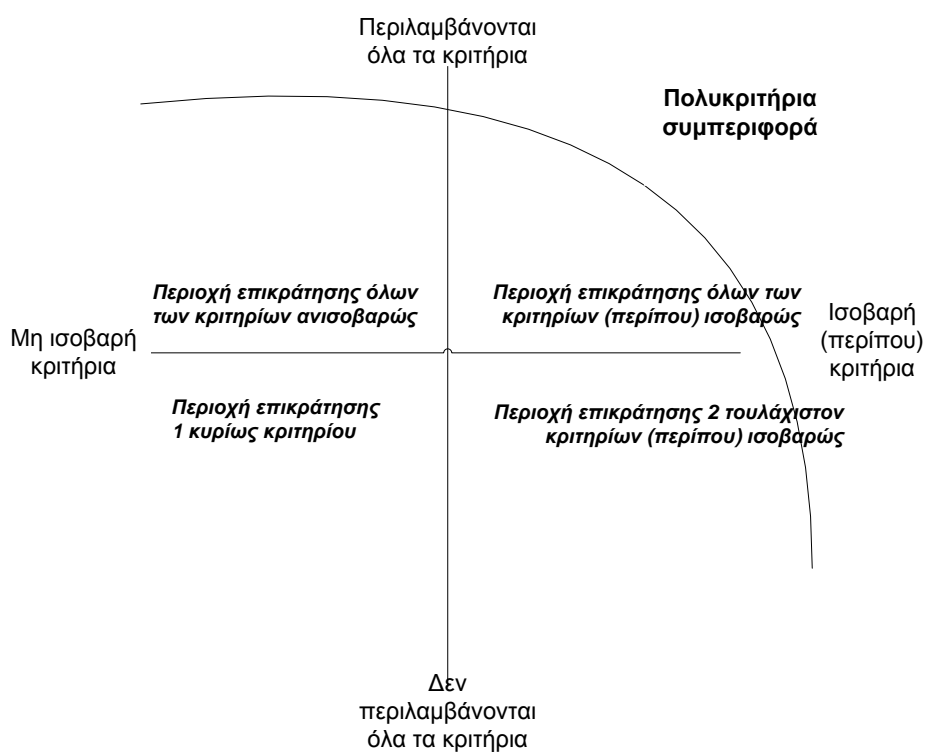 Περιλαμβάνονται
όλα τα κριτήρια
Πολυκριτήρια
συμπεριφορά
Περιοχή επικράτησης όλων
των κριτηρίων ανισοβαρώς
Περιοχή επικράτησης όλων των
κριτηρίων (περίπου) ισοβαρώς
Μη ισοβαρή
κριτήρια
Ισοβαρή
(περίπου)
κριτήρια
Περιοχή επικράτησης
1 κυρίως κριτηρίου
Περιοχή επικράτησης 2 τουλάχιστον
κριτηρίων (περίπου) ισοβαρώς
Δεν
περιλαμβάνονται
όλα τα κριτήρια